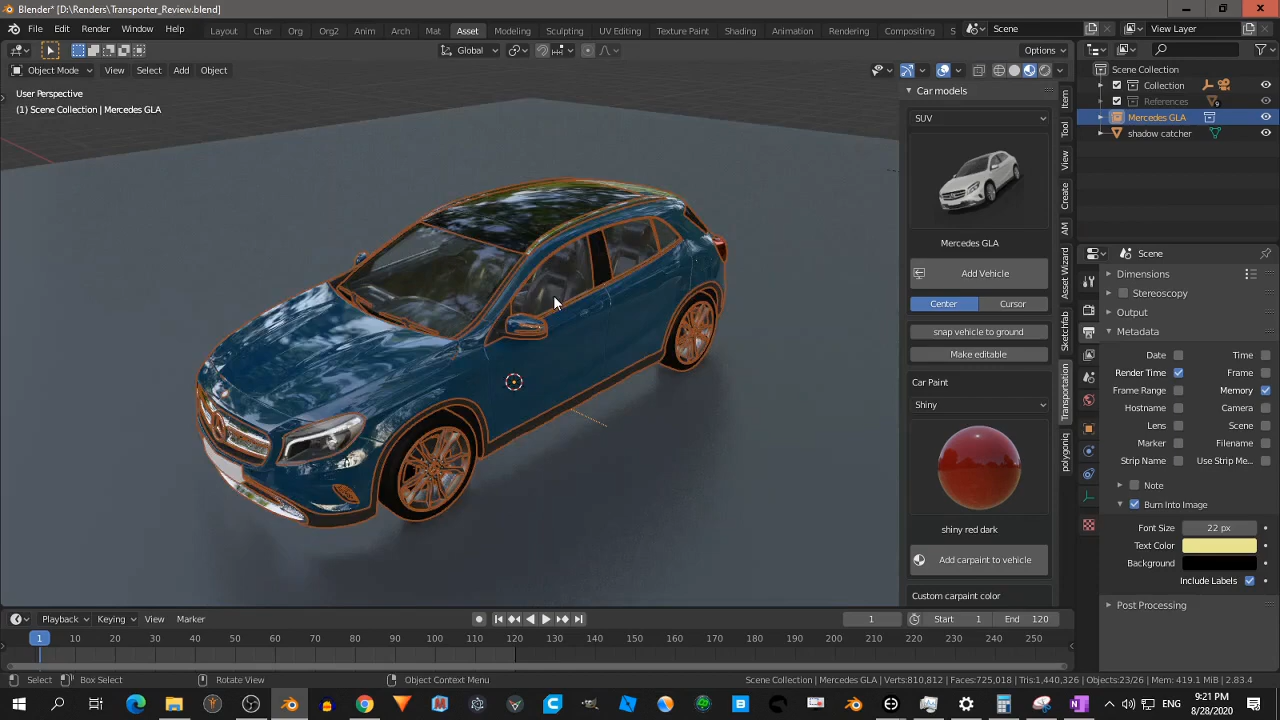 Blender* [D:\Renders\Transporter_Review.blend]
File Edit Render Window Help Layout Char Org Org2 Anim Arch Mat Asset Modeling Sculpting UV Editing Texture Paint Shading Animation Rendering Compositing S Scene View Layer
Global Options
Object Mode View Select Add Object
User Perspective
(1) Scene Collection | Mercedes GLA
Car models
SUV
Mercedes GLA
Add Vehicle
Center Cursor
snap vehicle to ground
Make editable
Car Paint
Shiny
shiny red dark
Add carpaint to vehicle
Custom carpaint color
Item
Tool
View
Create
AM
Asset Wizard
Sketchfab
Transportation
polygoniq
Scene Collection
Collection
References
Mercedes GLA
shadow catcher
Scene
Dimensions
Stereoscopy
Output
Metadata
Date Time
Render Time Frame
Frame Range Memory
Hostname Camera
Lens Scene
Marker Filename
Strip Name Use Strip Me...
Note
Burn Into Image
Font Size 22 px
Text Color
Background
Include Labels
Post Processing
Playback Keying View Marker 1 Start 1 End 120
1 10 20 30 40 50 60 70 80 90 100 110 120 130 140 150 160 170 180 190 200 210 220 230 240 250
Select Box Select Rotate View Object Context Menu Scene Collection | Mercedes GLA | Verts:810,812 | Faces:725,018 | Tris:1,440,326 | Objects:23/26 | Mem: 419.1 MiB | 2.83.4
9:21 PM
8/28/2020